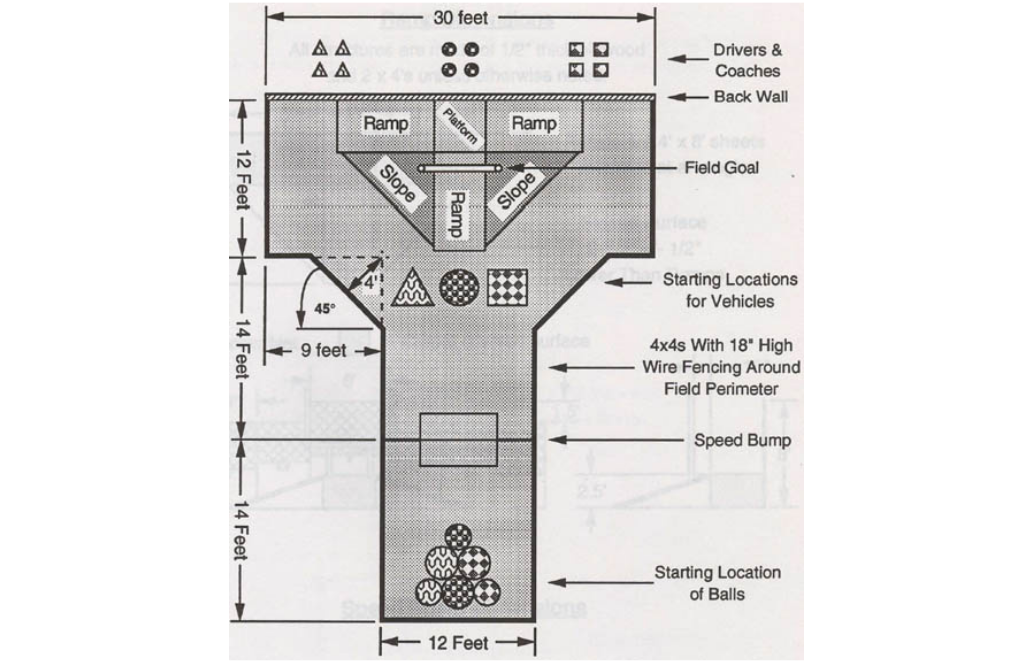 30 feet
Drivers &
Coaches
Back Wall
Ramp
Platform
Ramp
Field Goal
12 Feet
Slope
Ramp
Slope
4'
Starting Locations
for Vehicles
45°
14 Feet
9 feet
4x4s With 18" High
Wire Fencing Around
Field Perimeter
Speed Bump
14 Feet
Starting Location
of Balls
12 Feet